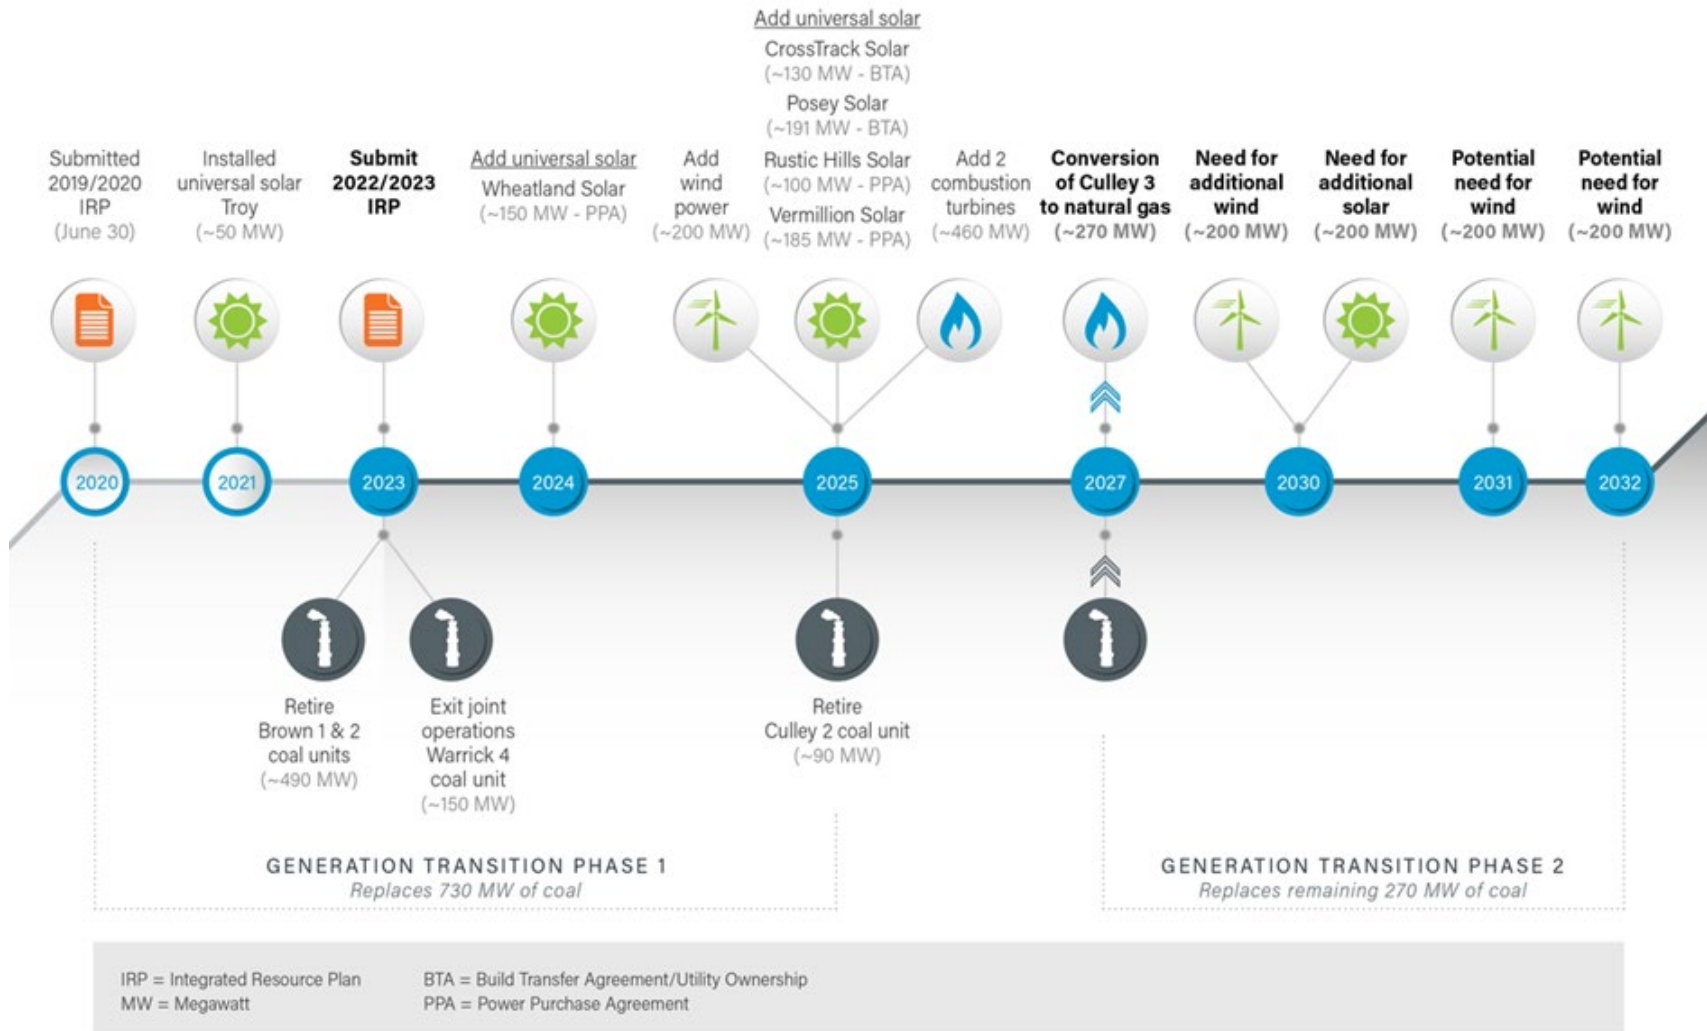 Add universal solar
CrossTrack Solar
(~130 MW - BTA)
Posey Solar
(~191 MW - BTA)
Rustic Hills Solar
(~100 MW - PPA)
Vermillion Solar
(~185 MW - PPA)
Submitted
2019/2020
IRP
(June 30)
Installed
universal solar
Troy
(~50 MW)
Submit
2022/2023
IRP
Add universal solar
Wheatland Solar
(~150 MW - PPA)
Add
wind
power
(~200 MW)
Add 2
combustion
turbines
(~460 MW)
Conversion
of Culley 3
to natural gas
(~270 MW)
Need for
additional
wind
(~200 MW)
Need for
additional
solar
(~200 MW)
Potential
need for
wind
(~200 MW)
Potential
need for
wind
(~200 MW)
2020
2021
2023
2024
2025
2027
2030
2031
2032
Retire
Brown 1 & 2
coal units
(~490 MW)
Exit joint
operations
Warrick 4
coal unit
(~150 MW)
Retire
Culley 2 coal unit
(~90 MW)
GENERATION TRANSITION PHASE 1
Replaces 730 MW of coal
GENERATION TRANSITION PHASE 2
Replaces remaining 270 MW of coal
IRP = Integrated Resource Plan
MW = Megawatt
BTA = Build Transfer Agreement/Utility Ownership
PPA = Power Purchase Agreement